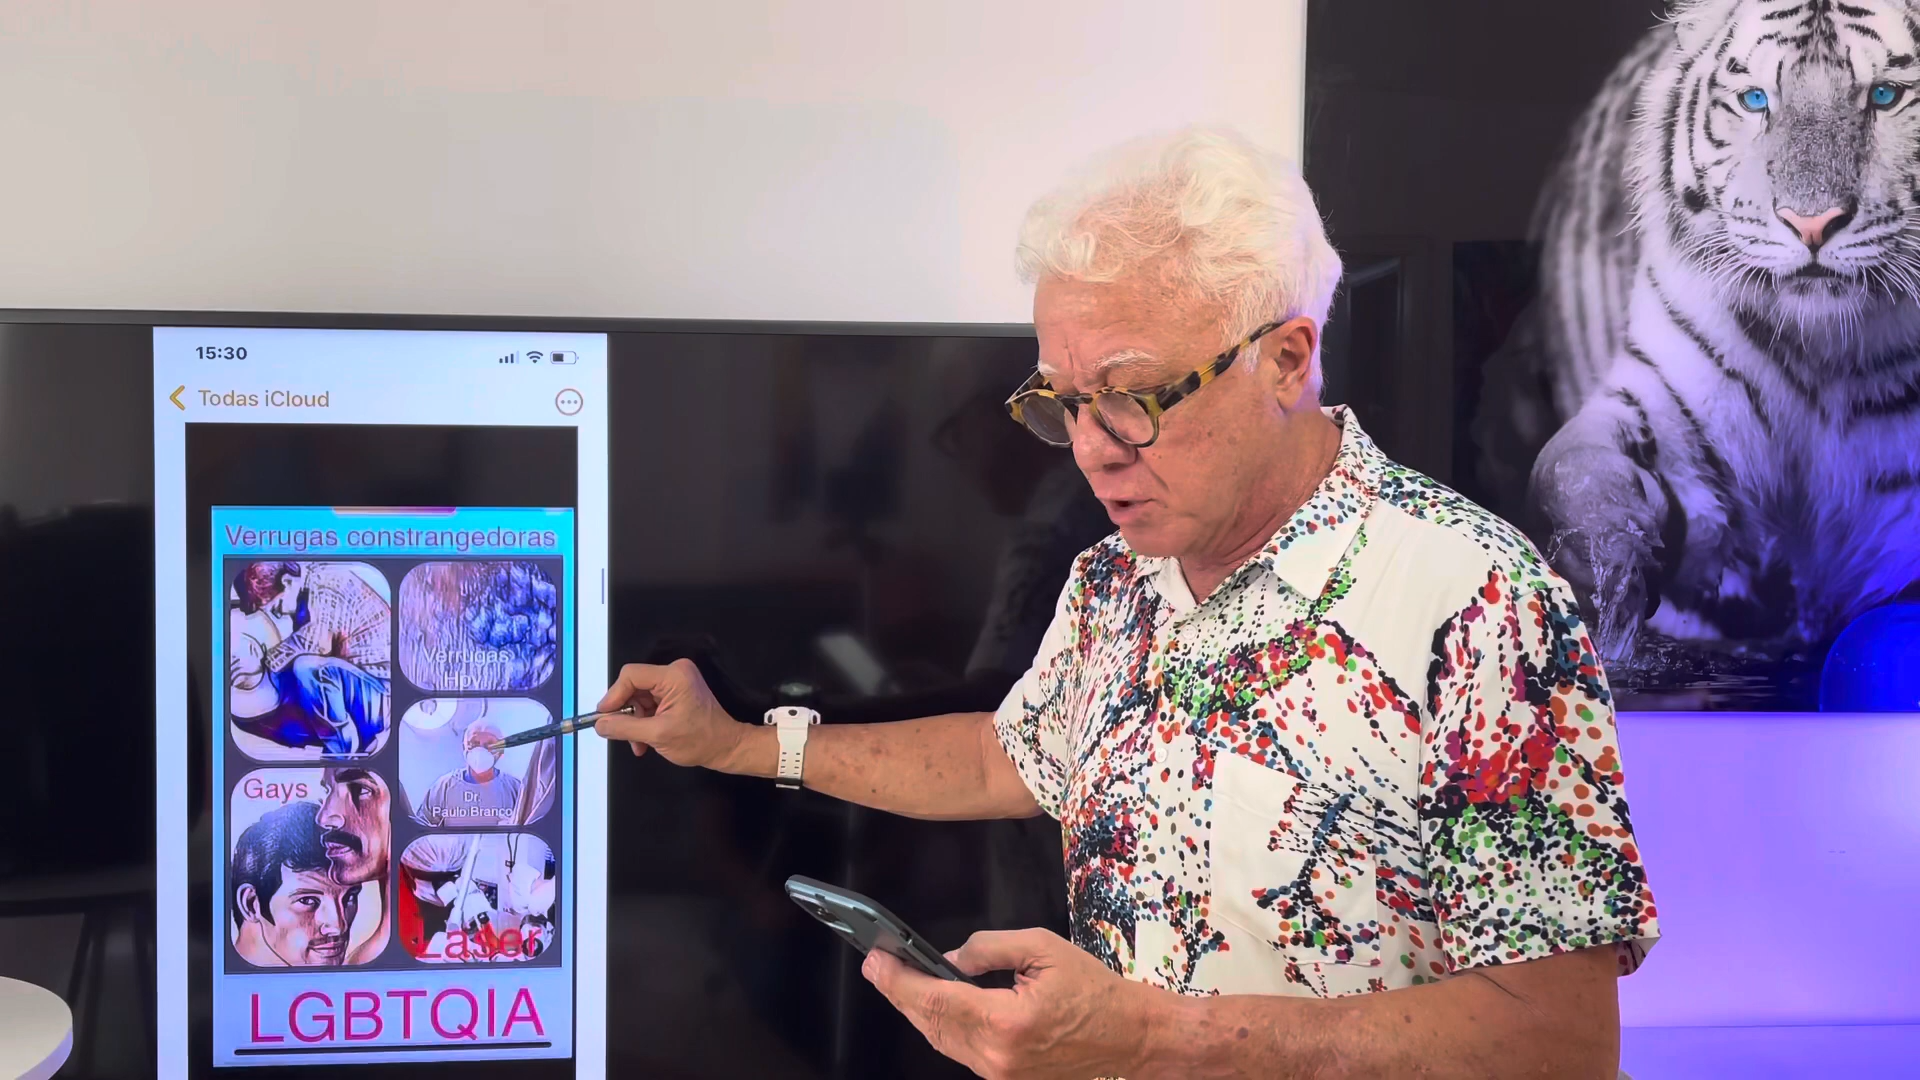 15:30
Todas iCloud
Verrugas constrangedoras
Verrugas
Hpv
Dr.
Paulo Branco
Gays
Laser
LGBTQIA